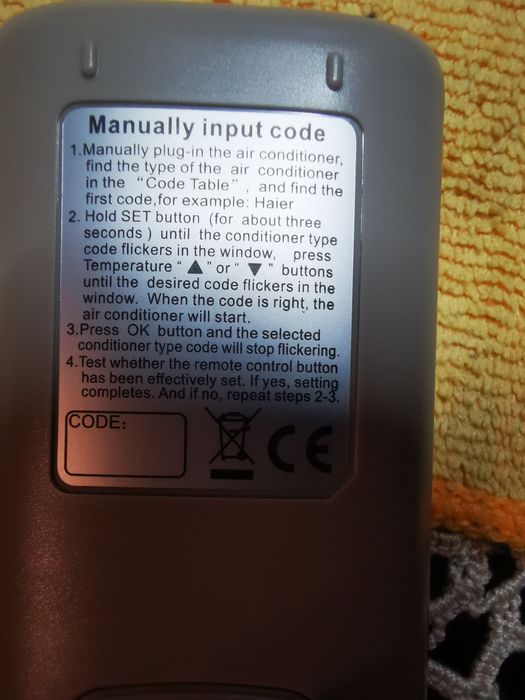 Manually input code
1.Manually plug-in the air conditioner,
find the type of the air conditioner
in the “Code Table”, and find the
first code,for example: Haier
2. Hold SET button (for about three
seconds ) until the conditioner type
code flickers in the window, press
Temperature “ ▲ ” or “ ▼ ” buttons
until the desired code flickers in the
window. When the code is right, the
air conditioner will start.
3.Press OK button and the selected
conditioner type code will stop flickering.
4.Test whether the remote control button
has been effectively set. If yes, setting
completes. And if no, repeat steps 2-3.
CODE:
CE